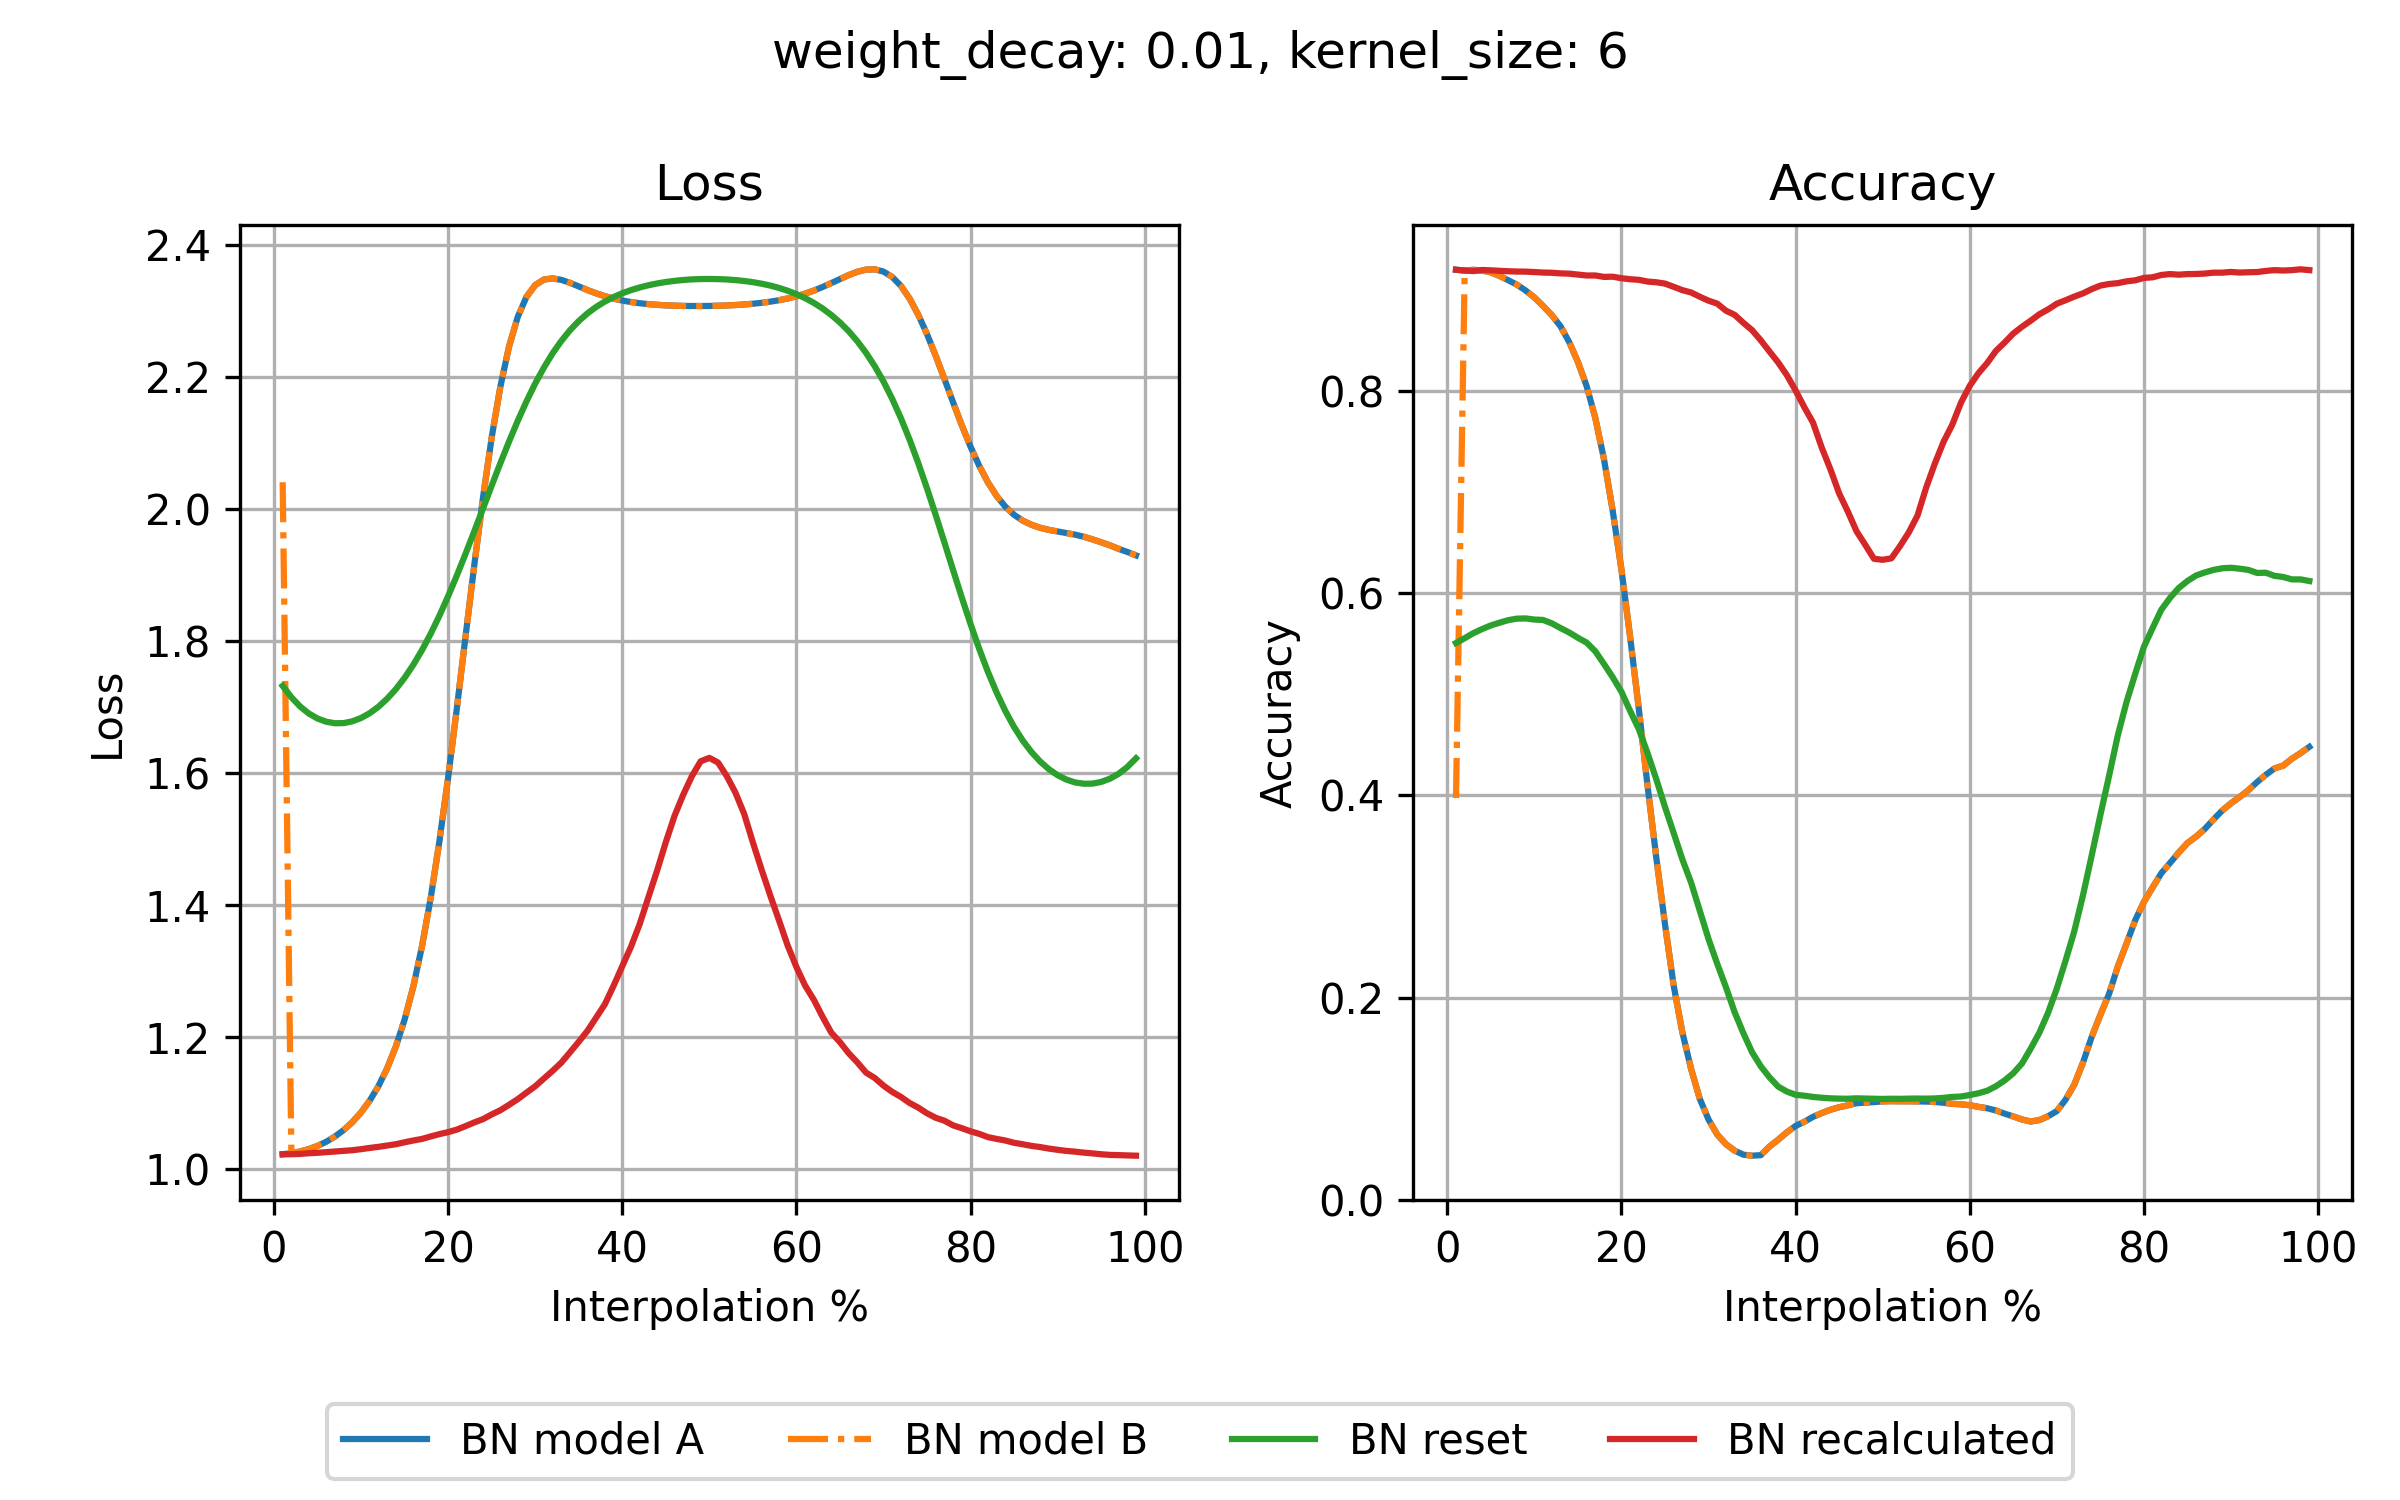 weight_decay: 0.01, kernel_size: 6
Loss
Loss
2.4
2.2
2.0
1.8
1.6
1.4
1.2
1.0
0 20 40 60 80 100
Interpolation %
Accuracy
Accuracy
0.8
0.6
0.4
0.2
0.0
0 20 40 60 80 100
Interpolation %
BN model A BN model B BN reset BN recalculated